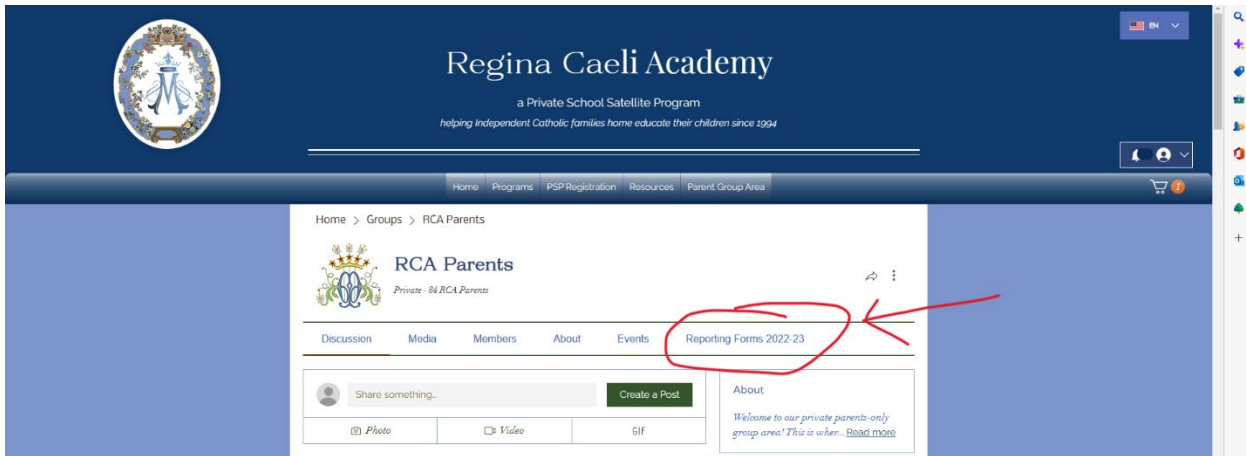 EN
Regina Caeli Academy
a Private School Satellite Program
helping Independent Catholic families home educate their children since 1994
Home Programs PSP Registration Resources Parent Group Area
1
Home > Groups > RCA Parents
RCA Parents
Private · 84 RCA Parents
Discussion Media Members About Events Reporting Forms 2022-23
Share something...
Create a Post
Photo Video GIF
About
Welcome to our private parents-only
group area! This is wher... Read more